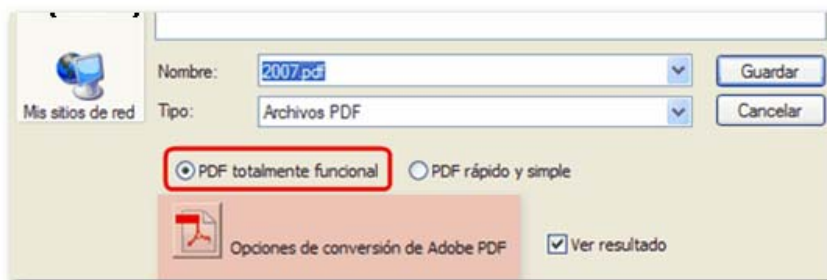 Nombre: 2007.pdf Guardar
Mis sitios de red Tipo: Archivos PDF Cancelar
PDF totalmente funcional PDF rápido y simple
Opciones de conversión de Adobe PDF Ver resultado